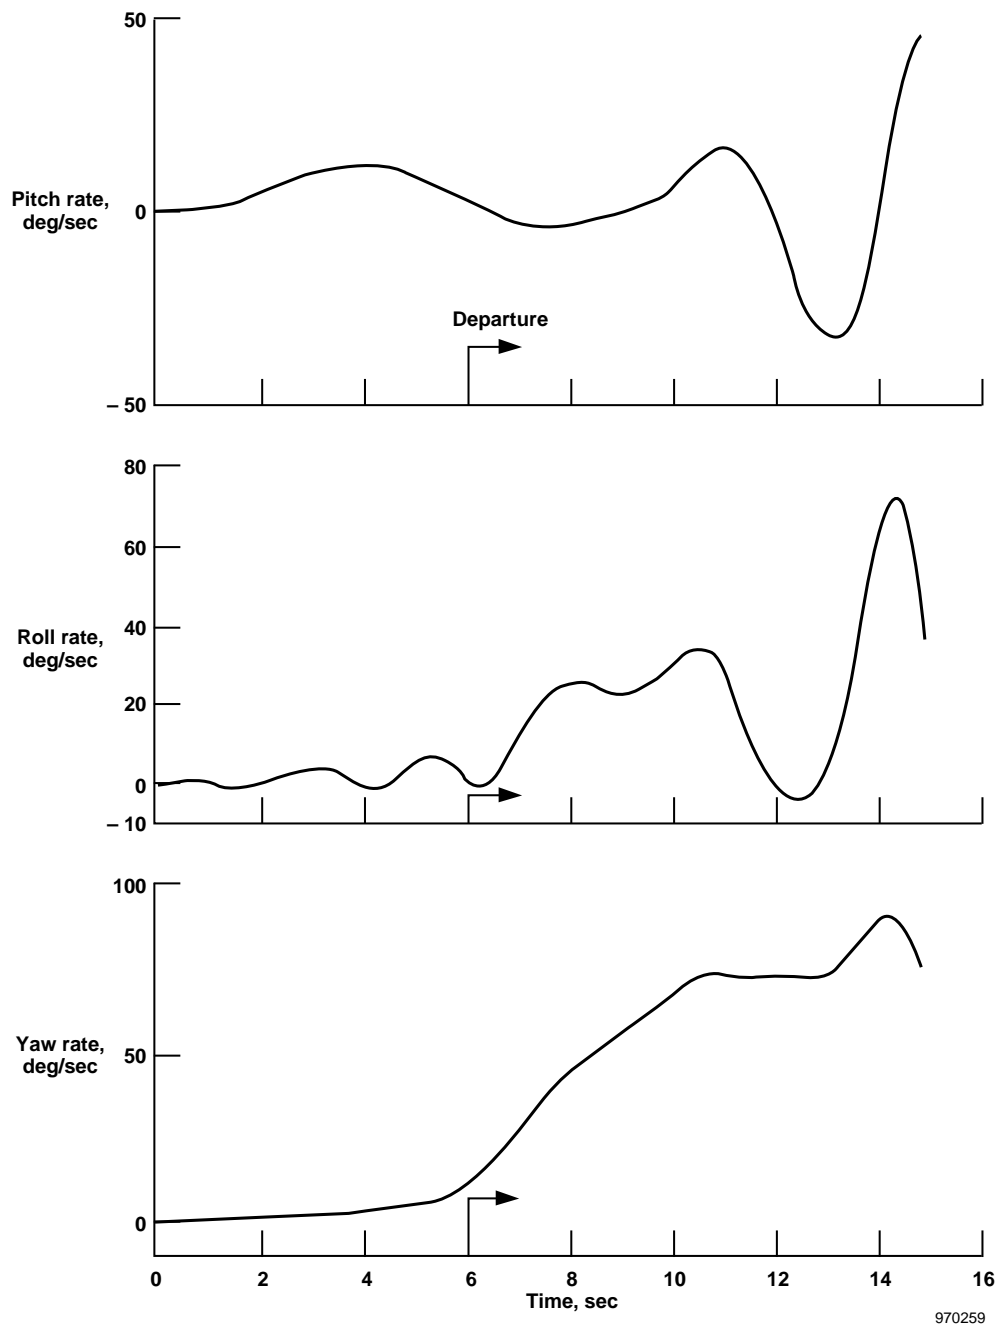 50
Pitch rate,
deg/sec
0
Departure
– 50
80
60
40
Roll rate,
deg/sec
20
0
– 10
100
Yaw rate,
deg/sec
50
0
0 2 4 6 8 10 12 14 16
Time, sec
970259